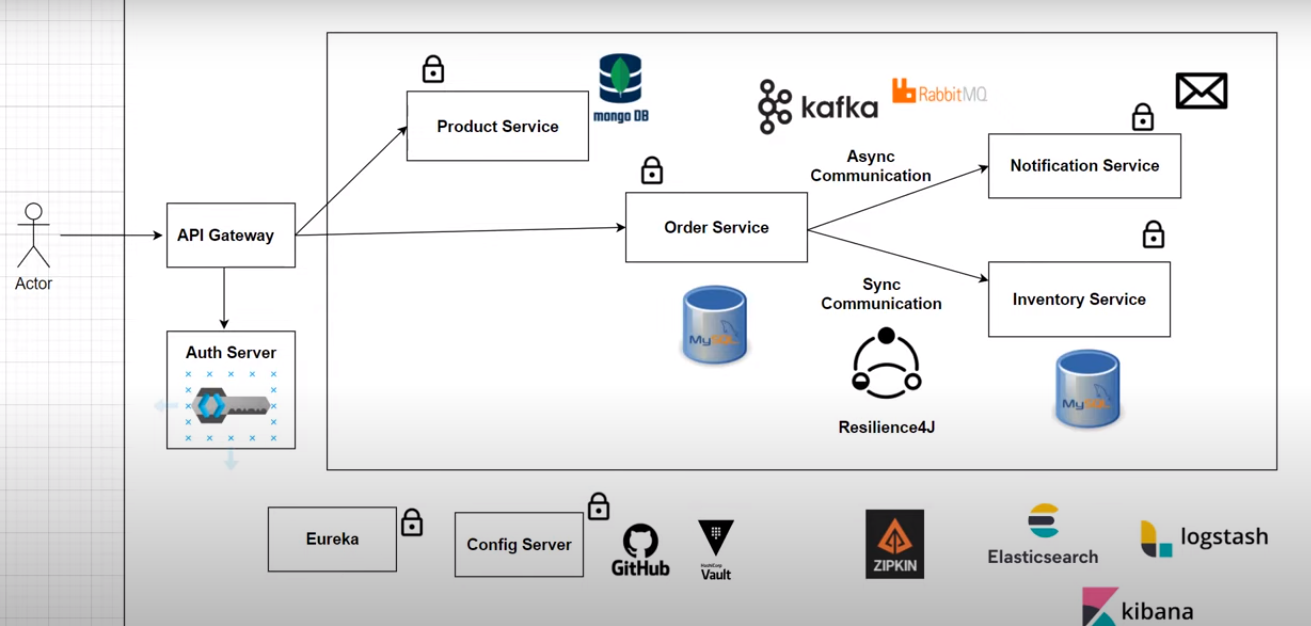 Product Service
mongo DB
kafka
RabbitMQ
Async
Communication
Notification Service
Order Service
API Gateway
Actor
Sync
Communication
Inventory Service
MySQL
Auth Server
MySQL
Resilience4J
Eureka
Config Server
GitHub
HashiCorp
Vault
ZIPKIN
Elasticsearch
logstash
kibana